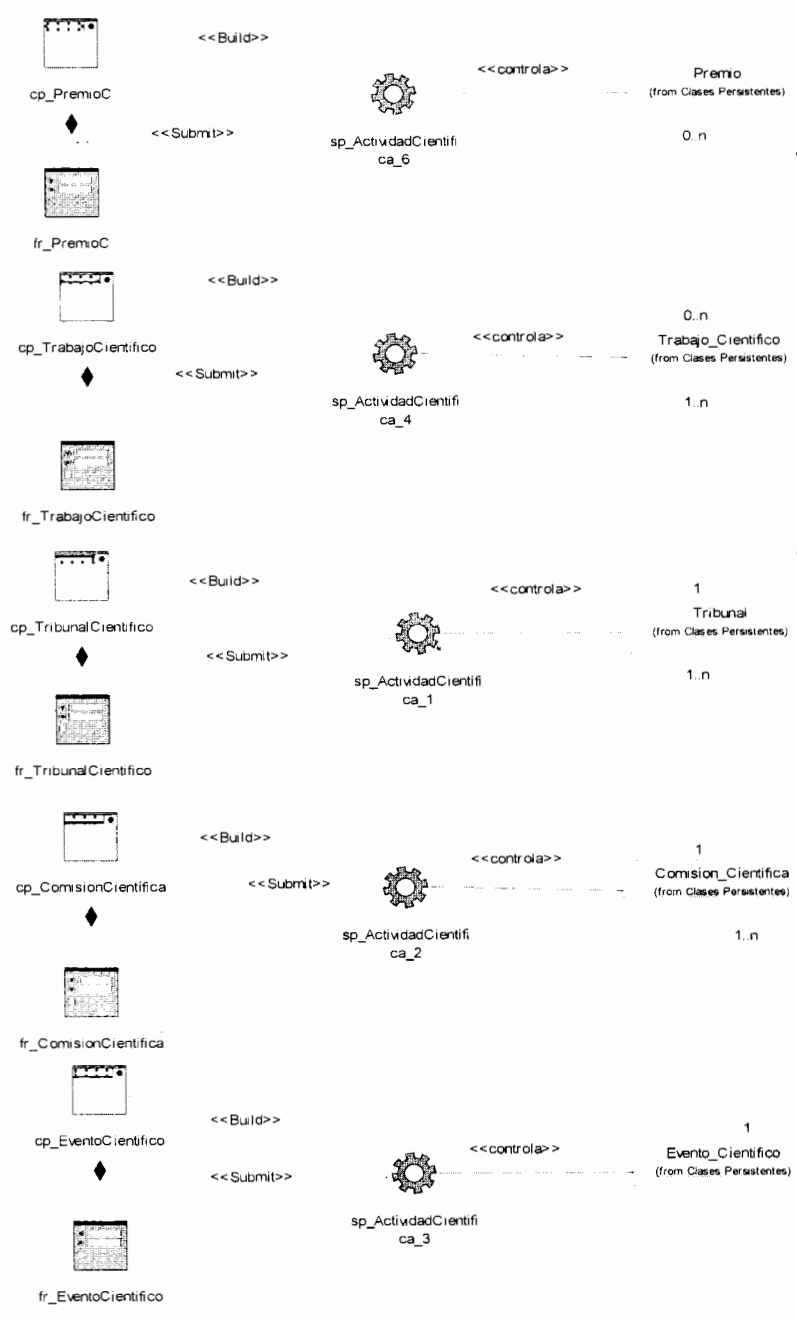 <<Build>>
<<controla>>
Premio
cp_PremioC
(from Clases Persistentes)
<<Submit>>
sp_ActividadCientifi
ca_6
0..n
fr_PremioC
<<Build>>
0..n
cp_TrabajoCientifico
<<controla>>
Trabajo_Cientifico
(from Clases Persistentes)
<<Submit>>
sp_ActividadCientifi
ca_4
1..n
fr_TrabajoCientifico
<<Build>>
<<controla>>
1
Tribunal
cp_TribunalCientifico
(from Clases Persistentes)
<<Submit>>
sp_ActividadCientifi
ca_1
1..n
fr_TribunalCientifico
<<Build>>
1
<<controla>>
Comision_Cientifica
cp_ComisionCientifica
<<Submit>>
(from Clases Persistentes)
sp_ActividadCientifi
ca_2
1..n
fr_ComisionCientifica
<<Build>>
1
cp_EventoCientifico
<<controla>>
Evento_Cientifico
(from Clases Persistentes)
<<Submit>>
sp_ActividadCientifi
ca_3
fr_EventoCientifico